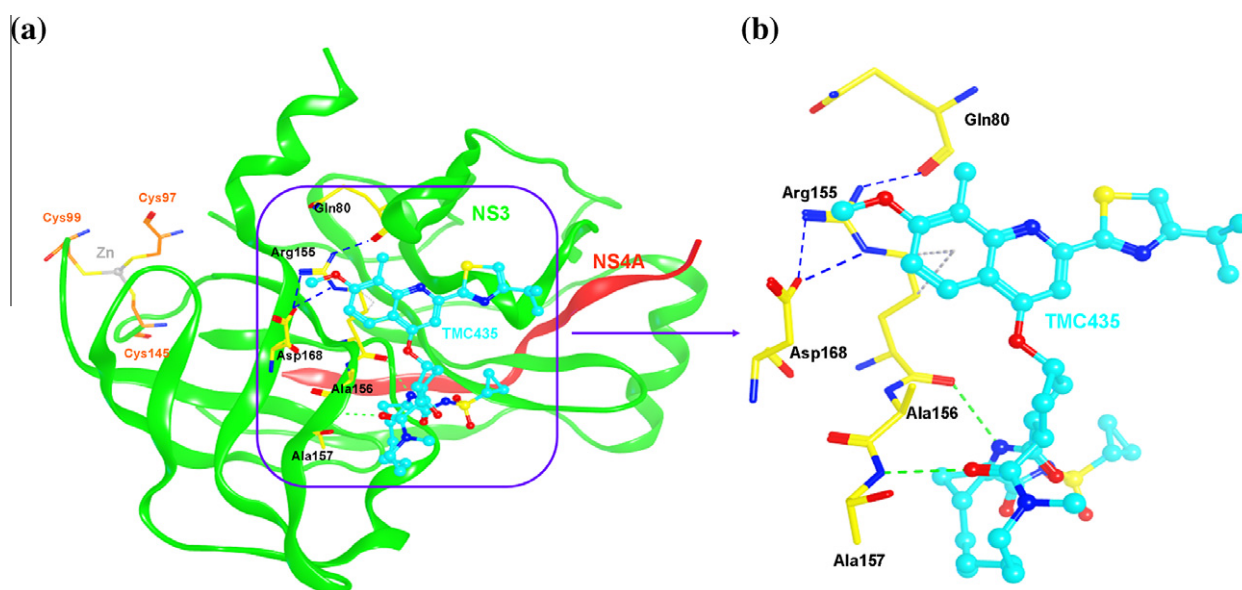 (a)
Cys97
Cys99
Zn
Cys145
Gln80
NS3
Arg155
NS4A
TMC435
Asp168
Ala156
Ala157
(b)
Gln80
Arg155
TMC435
Asp168
Ala156
Ala157